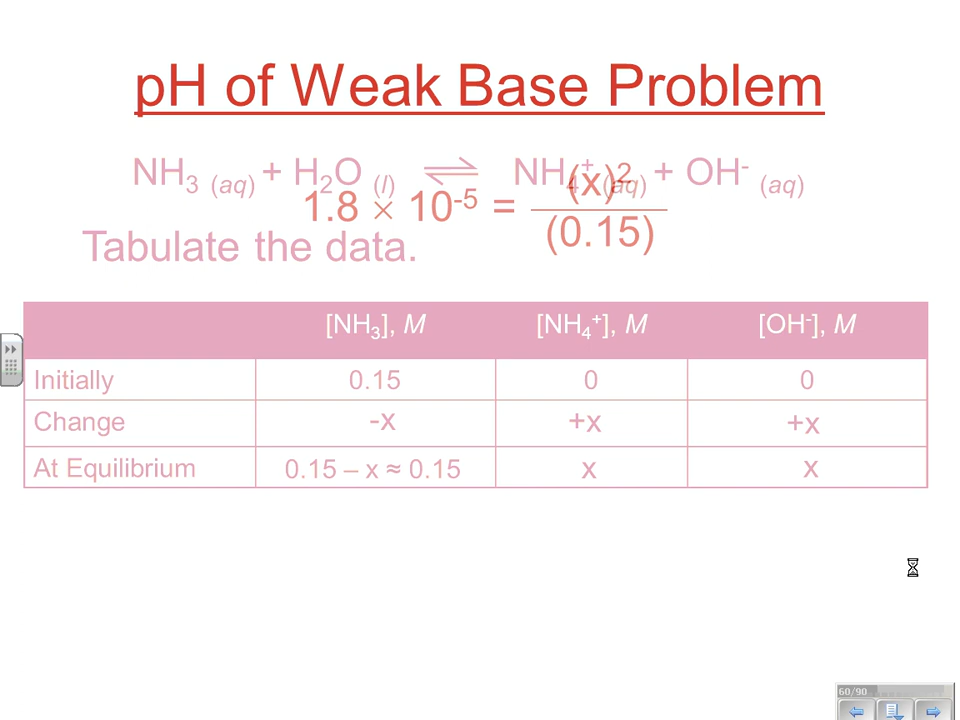 pH of Weak Base Problem
NH₃ (aq) + H₂O (l) ⇌ NH₄⁺ (aq) + OH⁻ (aq)
1.8 × 10⁻⁵ = (x)² / (0.15)
Tabulate the data.
[NH₃], M [NH₄⁺], M [OH⁻], M
Initially 0.15 0 0
Change -x +x +x
At Equilibrium 0.15 – x ≈ 0.15 x x
60/90